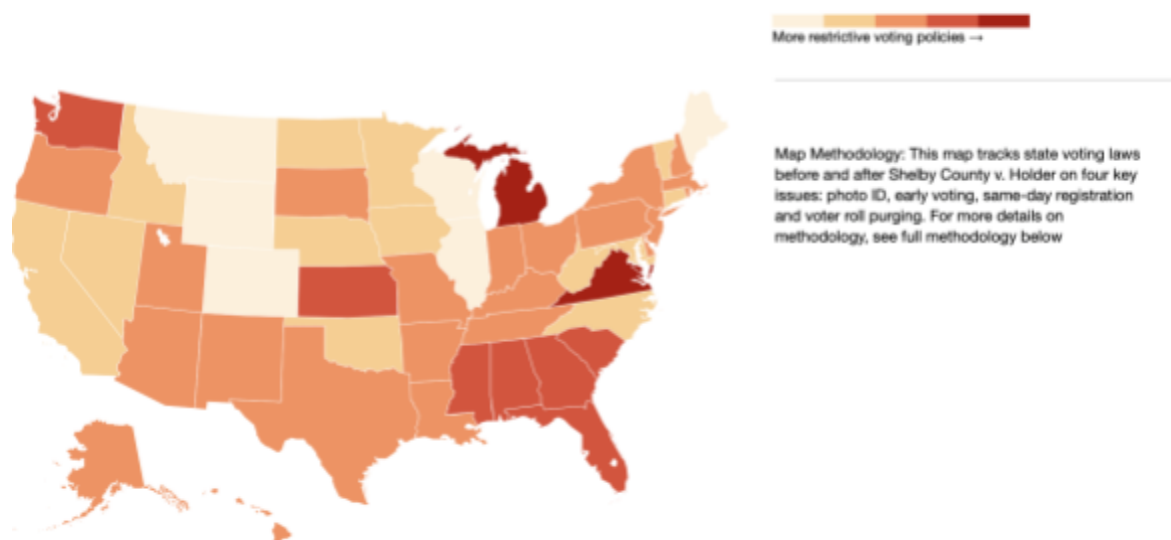 More restrictive voting policies →
Map Methodology: This map tracks state voting laws
before and after Shelby County v. Holder on four key
issues: photo ID, early voting, same-day registration
and voter roll purging. For more details on
methodology, see full methodology below